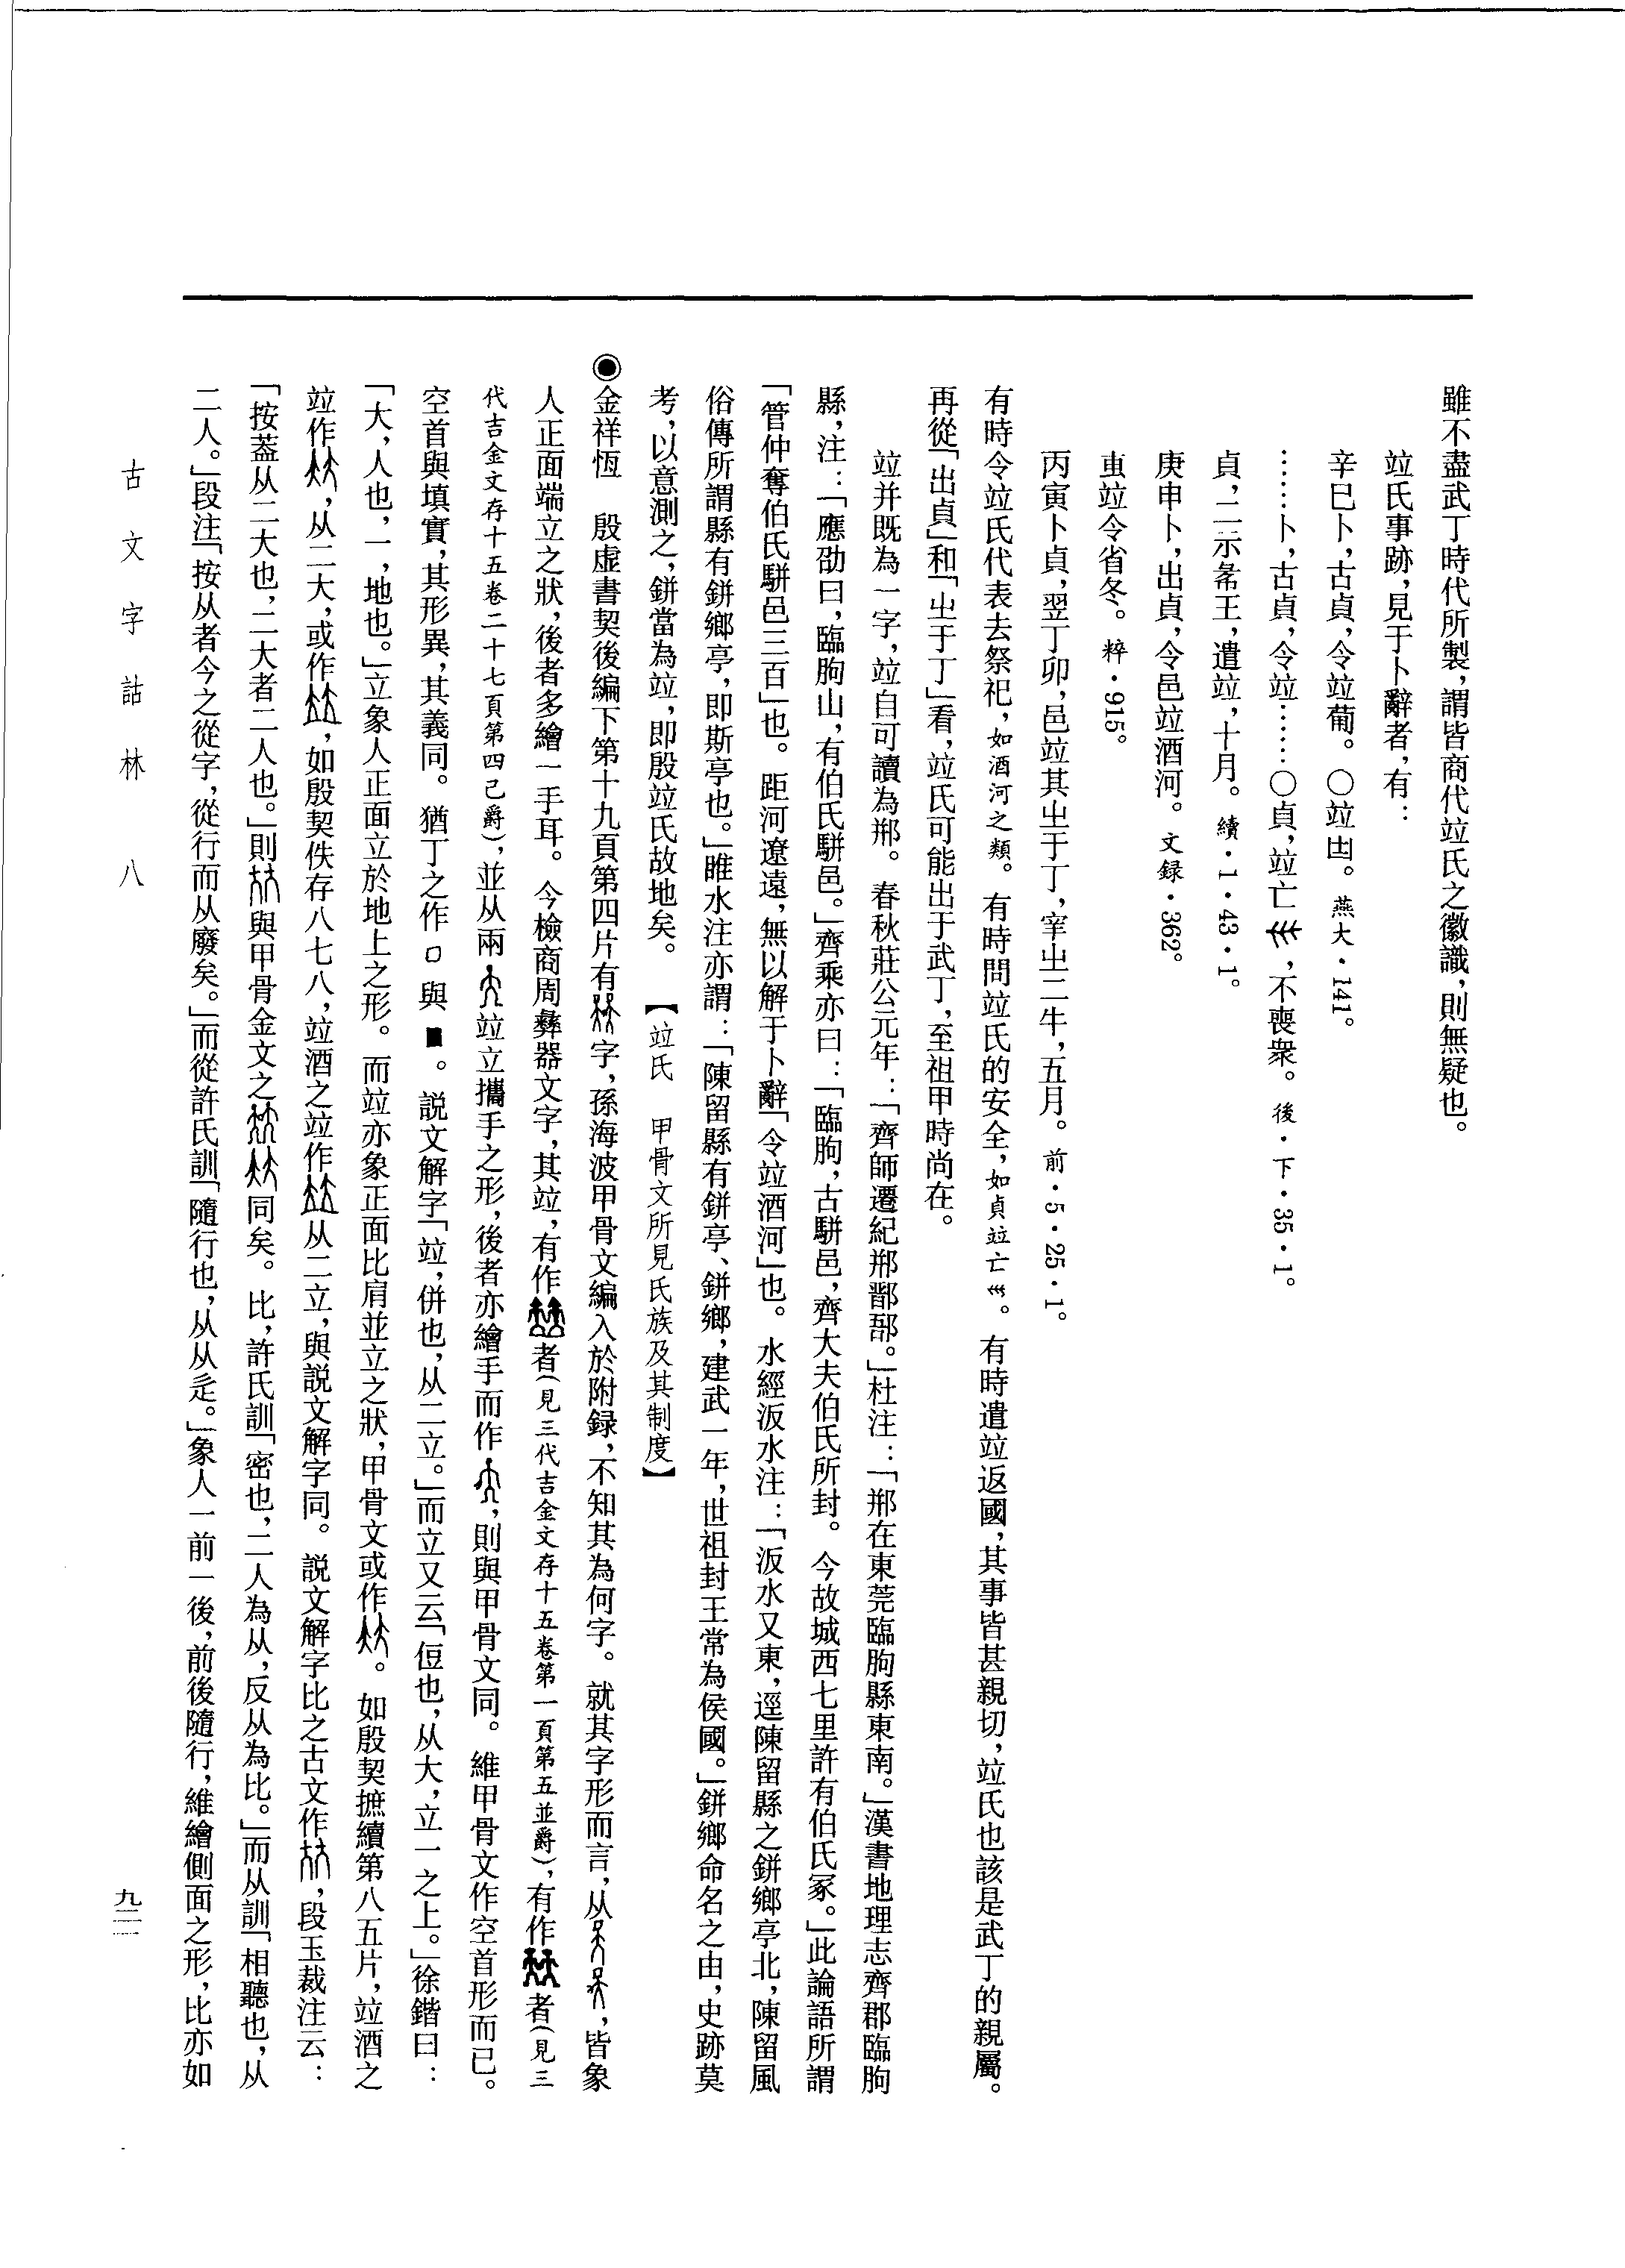 雖不盡武丁時代所製，謂皆商代竝氏之徽識，則無疑也。
竝氏事跡，見于卜辭者，有：
辛巳卜，古貞，令竝葡。〇竝𠙵。燕大·141。
……卜，古貞，令竝……〇貞，竝亡，不喪衆。後·下·35·1。
貞，二示𢀛王，遣竝，十月。續·1·43·1。
庚申卜，出貞，令邑竝酒河。文録·362。
𠱠竝令省冬。粹·915。
丙寅卜貞，翌丁卯，邑竝其㞢于丁，宰㞢二牛，五月。前·5·25·1。
有時令竝氏代表去祭祀，如酒河之類。有時問竝氏的安全，如貞竝亡。有時遣竝返國，其事皆甚親切，竝氏也該是武丁的親屬。
再從「出貞」和「㞢于丁」看，竝氏可能出于武丁，至祖甲時尚在。
竝并既為一字，竝自可讀為郱。春秋莊公元年：「齊師遷紀郱鄑郚。」杜注：「郱在東莞臨朐縣東南。」漢書地理志齊郡臨朐
縣，注：「應劭曰，臨朐山，有伯氏駢邑。」齊乘亦曰：「臨朐，古駢邑，齊大夫伯氏所封。今故城西七里許有伯氏冢。」此論語所謂
「管仲奪伯氏駢邑三百」也。距河遼遠，無以解于卜辭「令竝酒河」也。水經汳水注：「汳水又東，逕陳留縣之鉼鄉亭北，陳留風
俗傳所謂縣有鉼鄉亭，即斯亭也。」睢水注亦謂：「陳留縣有鉼亭、鉼鄉，建武一年，世祖封王常為侯國。」鉼鄉命名之由，史跡莫
考，以意測之，鉼當為竝，即殷竝氏故地矣。【竝氏　甲骨文所見氏族及其制度】
◉金祥恆　殷虛書契後編下第十九頁第四片有字，孫海波甲骨文編入於附録，不知其為何字。就其字形而言，从，皆象
人正面端立之狀，後者多繪一手耳。今檢商周彝器文字，其竝，有作者（見三代吉金文存十五卷第一頁第五並爵），有作者（見三
代吉金文存十五卷二十七頁第四己爵），並从兩竝立攜手之形，後者亦繪手而作，則與甲骨文同。維甲骨文作空首形而已。
空首與填實，其形異，其義同。猶丁之作口與■。説文解字「竝，併也，从二立。」而立又云「侸也，从大，立一之上。」徐鍇曰：
「大，人也，一，地也。」立象人正面立於地上之形。而竝亦象正面比肩並立之狀，甲骨文或作。如殷契摭續第八五片，竝酒之
竝作，从二大，或作，如殷契佚存八七八，竝酒之竝作从二立，與説文解字同。説文解字比之古文作，段玉裁注云：
「按蓋从二大也，二大者二人也。」則與甲骨金文之同矣。比，許氏訓「密也，二人為从，反从為比。」而从訓「相聽也，从
二人。」段注「按从者今之從字，從行而从廢矣。」而從許氏訓「隨行也，从从辵。」象人一前一後，前後隨行，維繪側面之形，比亦如
古文字詁林　八
九三一